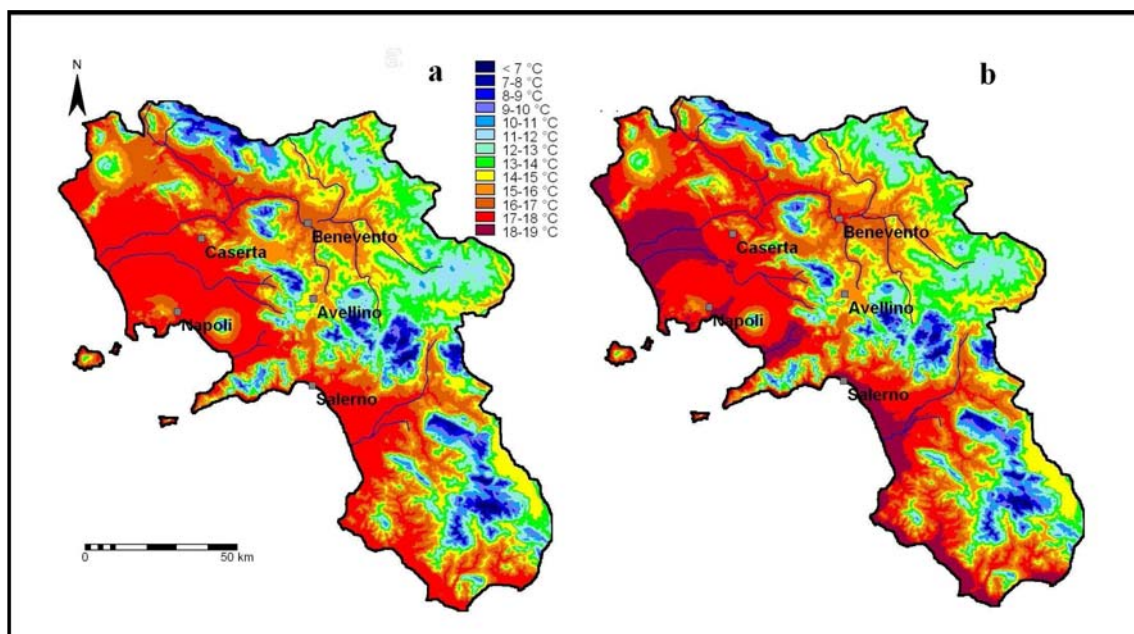 N
a
b
< 7 °C
7-8 °C
8-9 °C
9-10 °C
10-11 °C
11-12 °C
12-13 °C
13-14 °C
14-15 °C
15-16 °C
16-17 °C
17-18 °C
18-19 °C
Benevento
Caserta
Avellino
Napoli
Salerno
0 50 km
Benevento
Caserta
Avellino
Napoli
Salerno